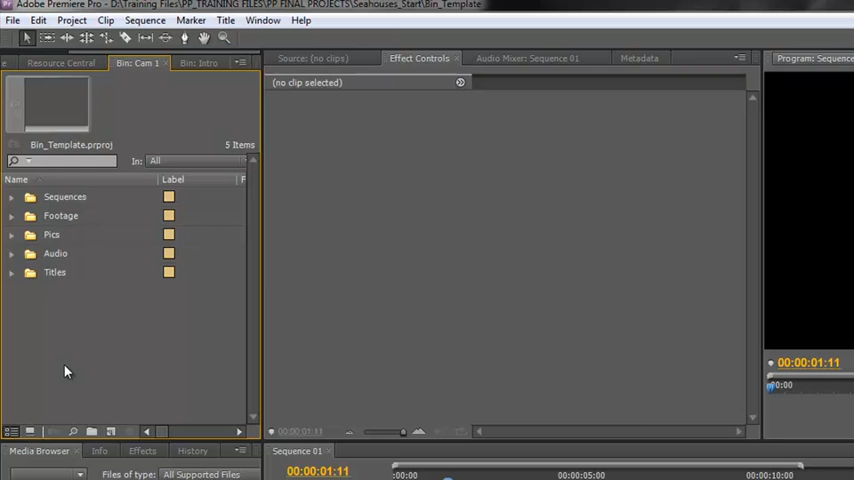 Adobe Premiere Pro - D:\Training Files\PP_TRAINING FILES\PP FINAL PROJECTS\Seahouses_Start\Bin_Template
File Edit Project Clip Sequence Marker Title Window Help
Resource Central Bin: Cam 1 × Bin: Intro
Source: (no clips) Effect Controls × Audio Mixer: Sequence 01 Metadata
Program: Sequence
(no clip selected)
Bin_Template.prproj 5 Items
In: All
Name Label F
Sequences
Footage
Pics
Audio
Titles
00:00:01:11
00:00:01:11
00:00
Media Browser × Info Effects History
Sequence 01 ×
Files of type: All Supported Files
00:00:01:11
:00:00 00:00:05:00 00:00:10:00